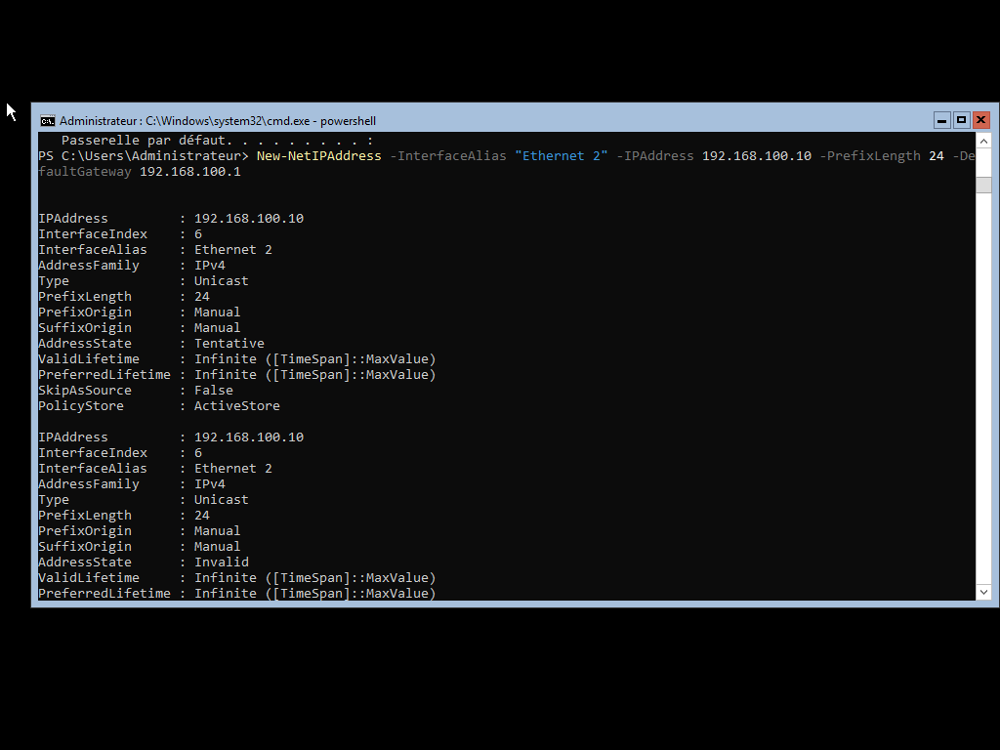 Administrateur : C:\Windows\system32\cmd.exe - powershell
Passerelle par défaut. . . . . . . . . :
PS C:\Users\Administrateur> New-NetIPAddress -InterfaceAlias "Ethernet 2" -IPAddress 192.168.100.10 -PrefixLength 24 -De
faultGateway 192.168.100.1
IPAddress         : 192.168.100.10
InterfaceIndex    : 6
InterfaceAlias    : Ethernet 2
AddressFamily     : IPv4
Type              : Unicast
PrefixLength      : 24
PrefixOrigin      : Manual
SuffixOrigin      : Manual
AddressState      : Tentative
ValidLifetime     : Infinite ([TimeSpan]::MaxValue)
PreferredLifetime : Infinite ([TimeSpan]::MaxValue)
SkipAsSource      : False
PolicyStore       : ActiveStore
IPAddress         : 192.168.100.10
InterfaceIndex    : 6
InterfaceAlias    : Ethernet 2
AddressFamily     : IPv4
Type              : Unicast
PrefixLength      : 24
PrefixOrigin      : Manual
SuffixOrigin      : Manual
AddressState      : Invalid
ValidLifetime     : Infinite ([TimeSpan]::MaxValue)
PreferredLifetime : Infinite ([TimeSpan]::MaxValue)